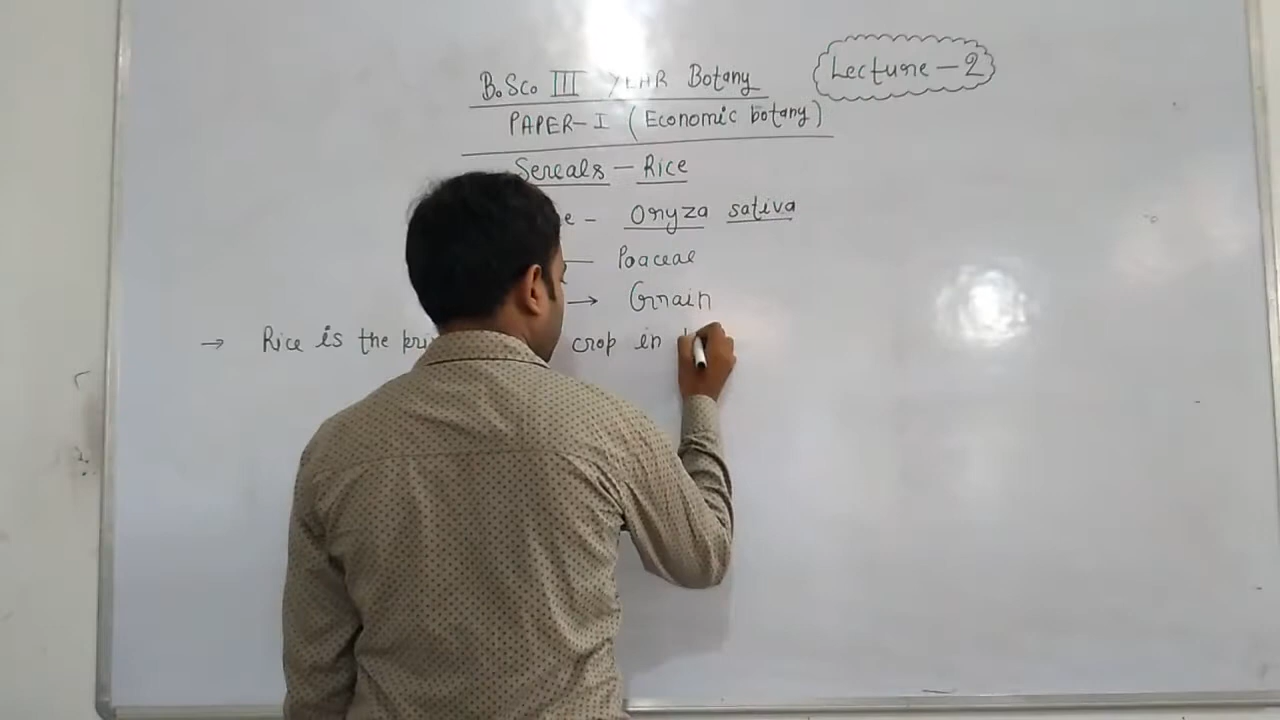 B.Sc. III YEAR Botany
Lecture-2
PAPER-I (Economic botany)
Sereals - Rice
- Oryza sativa
- Poaceae
→ Grain
→ Rice is the crop in